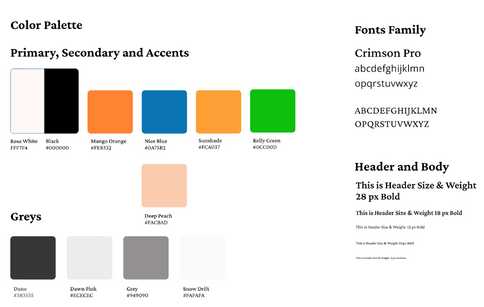 Color Palette
Primary, Secondary and Accents
Rose White
FFF7F4
Black
#000000
Mango Orange
#FE8332
Nice Blue
#0A75B2
Sunshade
#FCA037
Kelly Green
#0CC00D
Deep Peach
#FACBAD
Greys
Dune
#383535
Dawn Pink
#ECECEC
Grey
#949090
Snow Drift
#FAFAFA
Fonts Family
Crimson Pro
abcdefghijklmn
opqrstuvwxyz
ABCDEFGHIJKLMN
OPQRSTUVWXYZ
Header and Body
This is Header Size & Weight
28 px Bold
This is Header Size & Weight 18 px Bold
This is Header Size & Weight 12 px Bold
This is Header Size & Weight 10 px Bold